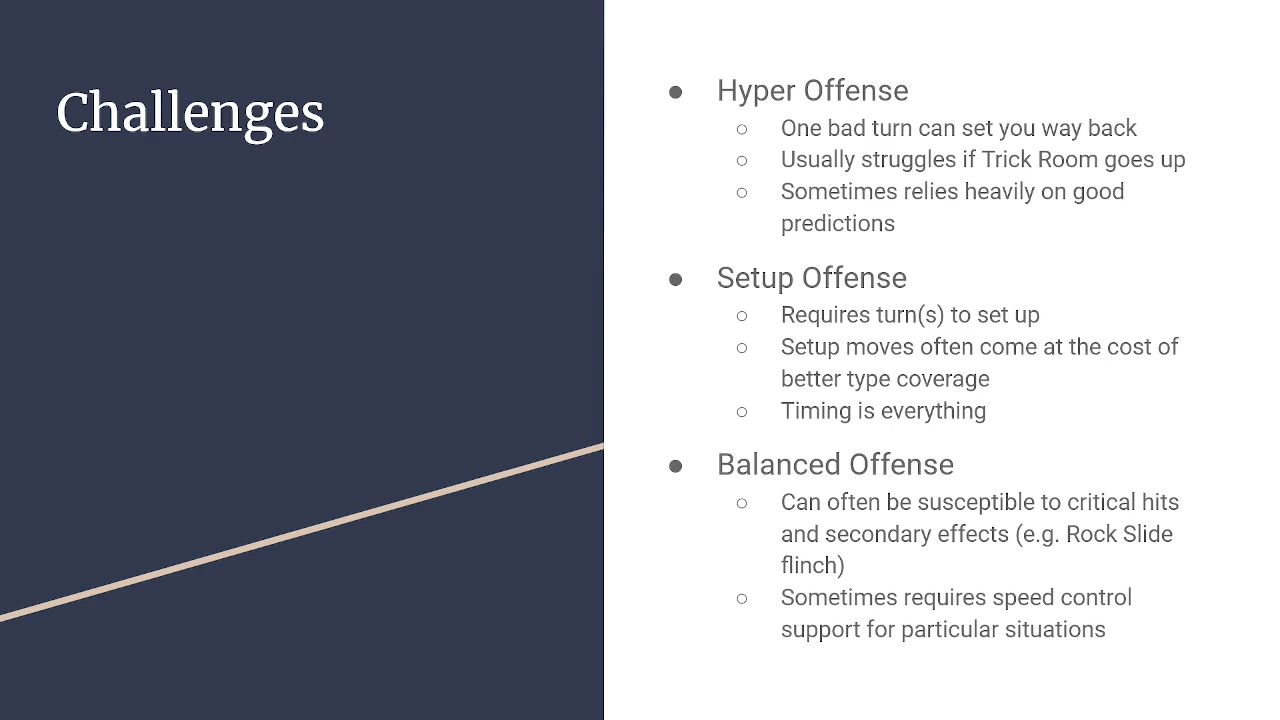 Challenges
● Hyper Offense
○ One bad turn can set you way back
○ Usually struggles if Trick Room goes up
○ Sometimes relies heavily on good
predictions
● Setup Offense
○ Requires turn(s) to set up
○ Setup moves often come at the cost of
better type coverage
○ Timing is everything
● Balanced Offense
○ Can often be susceptible to critical hits
and secondary effects (e.g. Rock Slide
flinch)
○ Sometimes requires speed control
support for particular situations